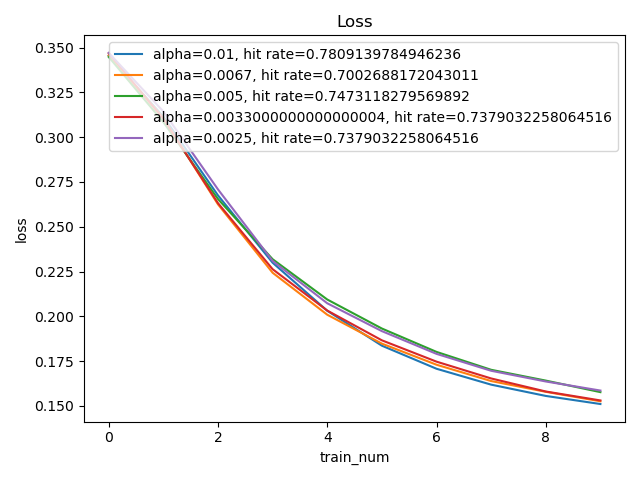 Loss
0.350
0.325
0.300
0.275
0.250
0.225
0.200
0.175
0.150
loss
alpha=0.01, hit rate=0.7809139784946236
alpha=0.0067, hit rate=0.7002688172043011
alpha=0.005, hit rate=0.7473118279569892
alpha=0.0033000000000000004, hit rate=0.7379032258064516
alpha=0.0025, hit rate=0.7379032258064516
0 2 4 6 8
train_num